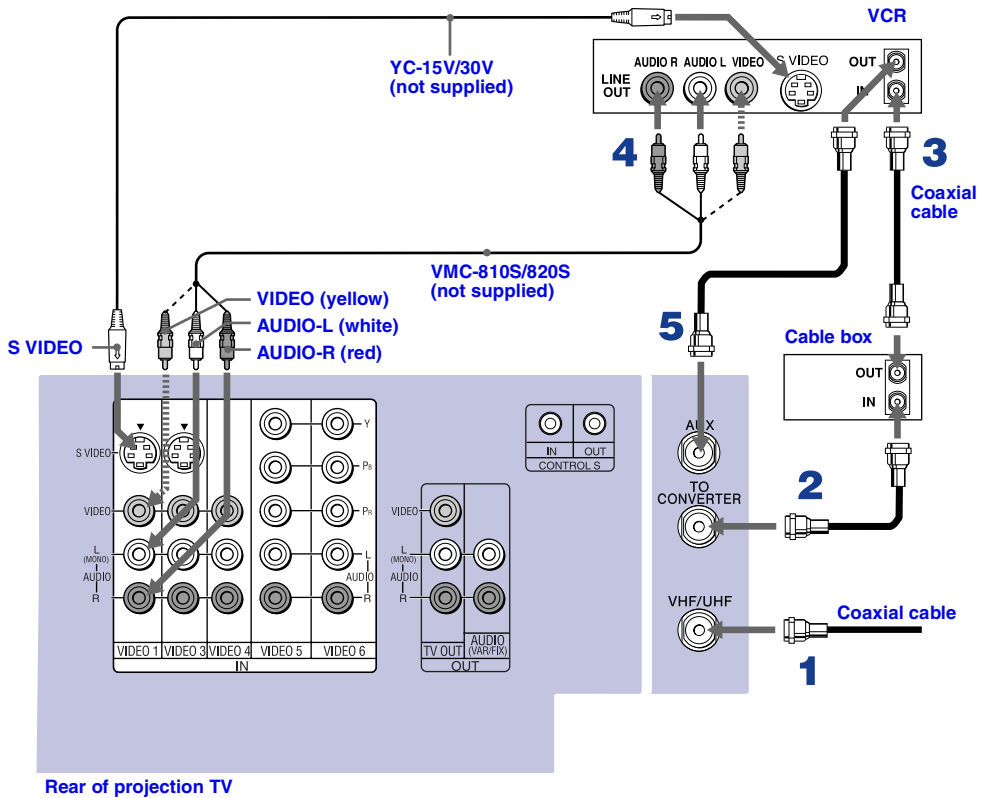 VCR
YC-15V/30V
(not supplied)
AUDIO R AUDIO L VIDEO S VIDEO OUT
LINE
OUT
IN
4
3
Coaxial
cable
VMC-810S/820S
(not supplied)
VIDEO (yellow)
AUDIO-L (white)
AUDIO-R (red)
S VIDEO
5
Cable box
OUT
IN
AUX
TO
CONVERTER
2
VHF/UHF
Coaxial cable
1
S VIDEO
VIDEO
L
(MONO)
AUDIO
R
Y
PB
PR
L
AUDIO
R
VIDEO 1 VIDEO 3 VIDEO 4 VIDEO 5 VIDEO 6
IN
IN OUT
CONTROL S
VIDEO
L
(MONO)
AUDIO
R
TV OUT AUDIO
(VAR/FIX)
OUT
Rear of projection TV